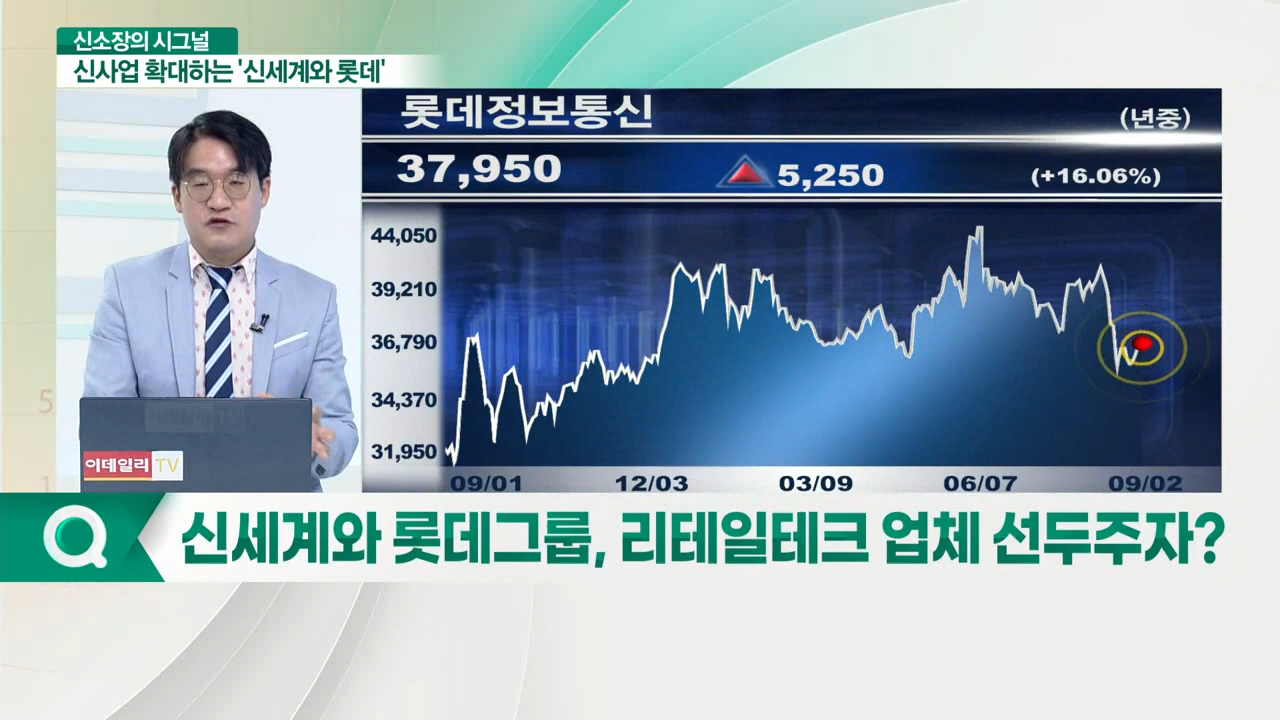 신소장의 시그널
신사업 확대하는 '신세계와 롯데'
롯데정보통신
(년중)
37,950
5,250
(+16.06%)
44,050
39,210
36,790
34,370
31,950
09/01
12/03
03/09
06/07
09/02
5
1
이데일리 TV
신세계와 롯데그룹, 리테일테크 업체 선두주자?